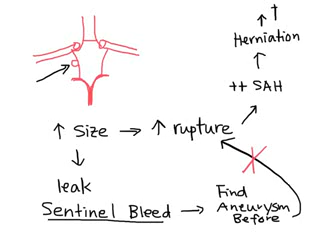 ↑ †
Herniation
↑
++ SAH
↑ Size → ↑ rupture
↓
leak
Sentinel Bleed → Find
Aneurysm
Before